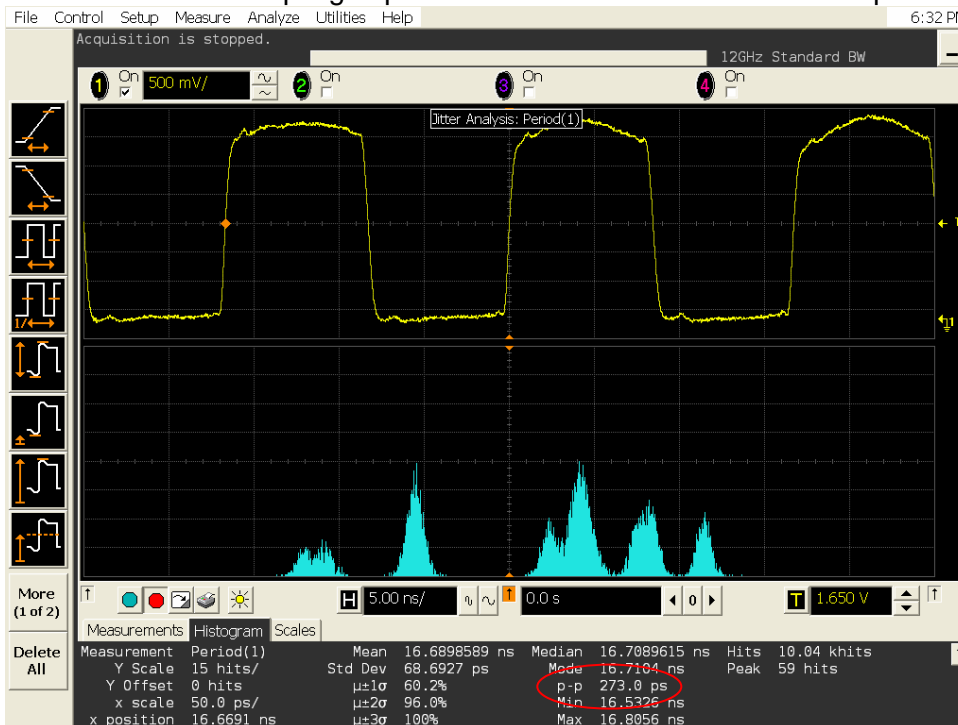 File Control Setup Measure Analyze Utilities Help 6:32 PM
Acquisition is stopped.
12GHz Standard BW
1 On 500 mV/ 2 On 3 On 4 On
Jitter Analysis: Period(1)
1/
More
(1 of 2)
Delete
All
H 5.00 ns/ 0.0 s 0 T 1.650 V
Measurements Histogram Scales
Measurement Period(1) Mean 16.6898589 ns Median 16.7089615 ns Hits 10.04 khits
Y Scale 15 hits/ Std Dev 68.6927 ps Mode 16.7104 ns Peak 59 hits
Y Offset 0 hits μ±1σ 60.2% p-p 273.0 ps
x scale 50.0 ps/ μ±2σ 96.0% Min 16.5326 ns
x position 16.6691 ns μ±3σ 100% Max 16.8056 ns